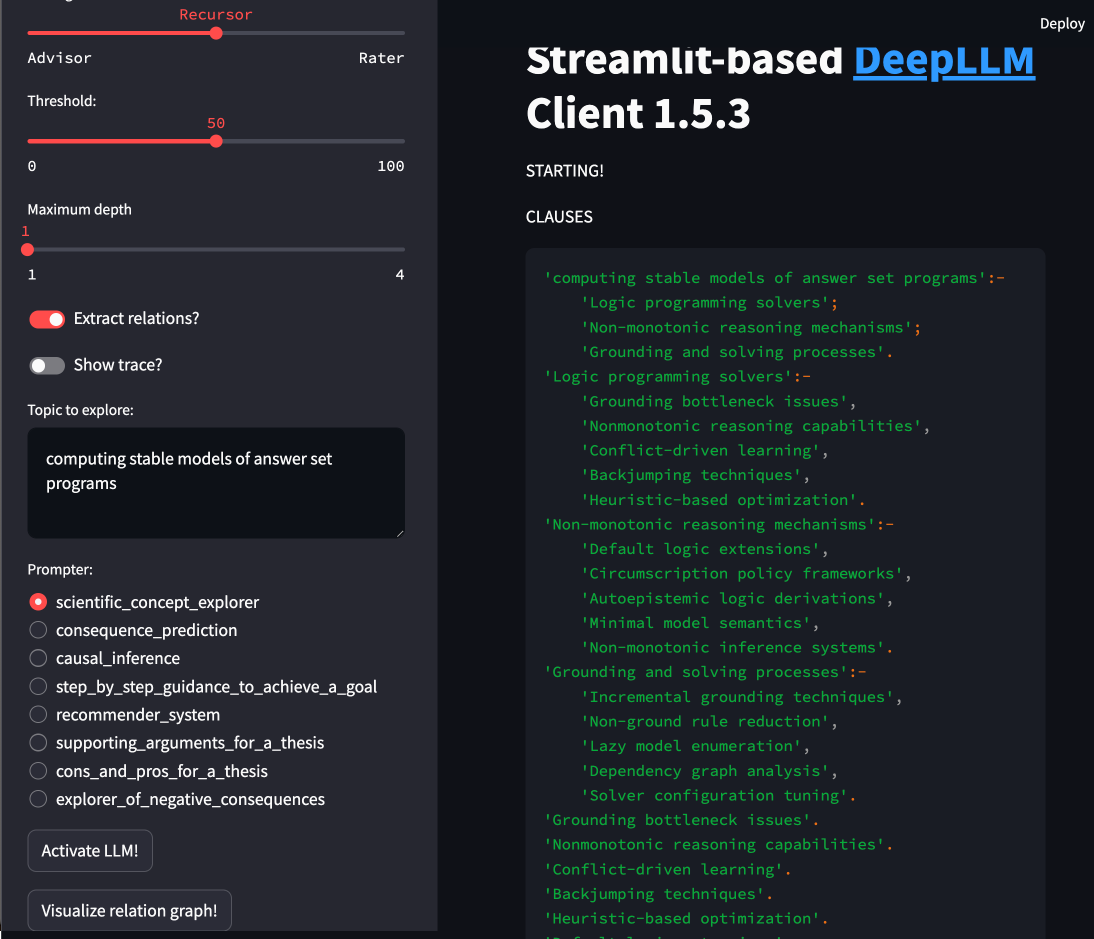 Recursor
Advisor Rater
Threshold:
50
0 100
Maximum depth
1
1 4
Extract relations?
Show trace?
Topic to explore:
computing stable models of answer set
programs
Prompter:
scientific_concept_explorer
consequence_prediction
causal_inference
step_by_step_guidance_to_achieve_a_goal
recommender_system
supporting_arguments_for_a_thesis
cons_and_pros_for_a_thesis
explorer_of_negative_consequences
Activate LLM!
Visualize relation graph!
Deploy
Streamlit-based DeepLLM
Client 1.5.3
STARTING!
CLAUSES
'computing stable models of answer set programs':-
    'Logic programming solvers';
    'Non-monotonic reasoning mechanisms';
    'Grounding and solving processes'.
'Logic programming solvers':-
    'Grounding bottleneck issues',
    'Nonmonotonic reasoning capabilities',
    'Conflict-driven learning',
    'Backjumping techniques',
    'Heuristic-based optimization'.
'Non-monotonic reasoning mechanisms':-
    'Default logic extensions',
    'Circumscription policy frameworks',
    'Autoepistemic logic derivations',
    'Minimal model semantics',
    'Non-monotonic inference systems'.
'Grounding and solving processes':-
    'Incremental grounding techniques',
    'Non-ground rule reduction',
    'Lazy model enumeration',
    'Dependency graph analysis',
    'Solver configuration tuning'.
'Grounding bottleneck issues'.
'Nonmonotonic reasoning capabilities'.
'Conflict-driven learning'.
'Backjumping techniques'.
'Heuristic-based optimization'.